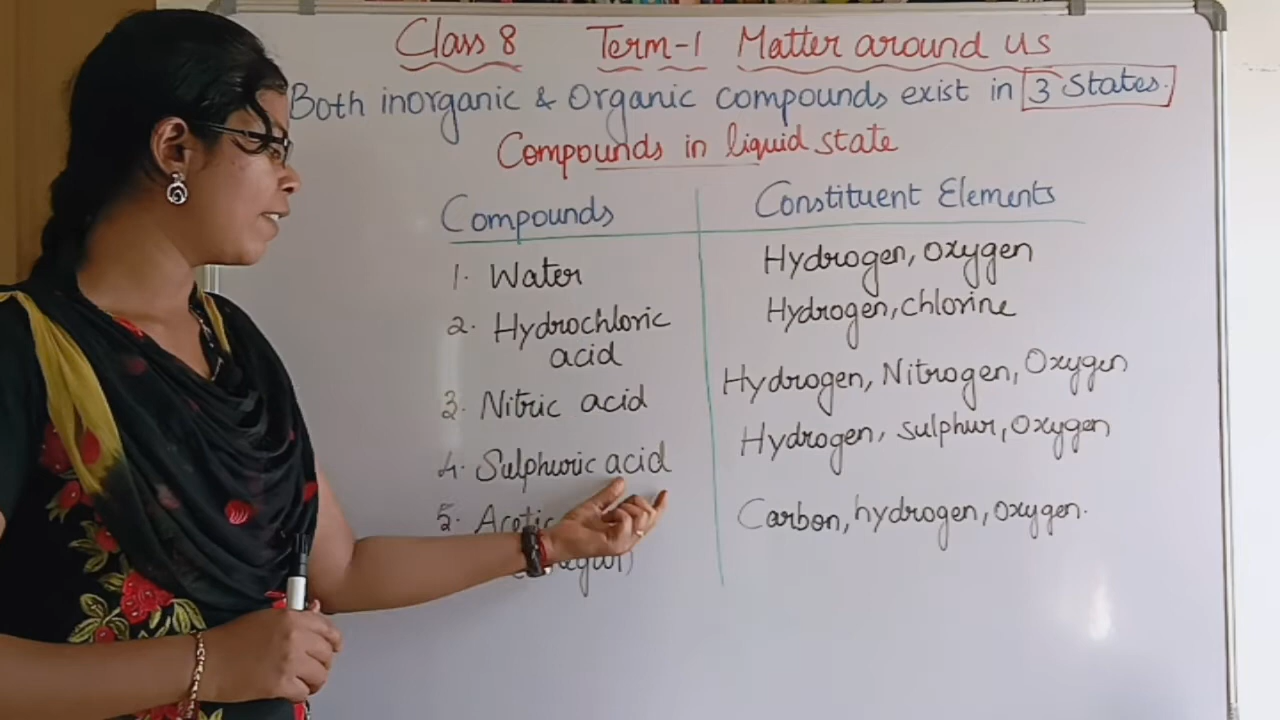 Class 8 Term-1 Matter around us
Both inorganic & Organic compounds exist in 3 States.
Compounds in liquid state
Compounds Constituent Elements
1. Water Hydrogen, Oxygen
2. Hydrochloric acid Hydrogen, chlorine
3. Nitric acid Hydrogen, Nitrogen, Oxygen
4. Sulphuric acid Hydrogen, sulphur, Oxygen
5. Acetic Carbon, hydrogen, oxygen.